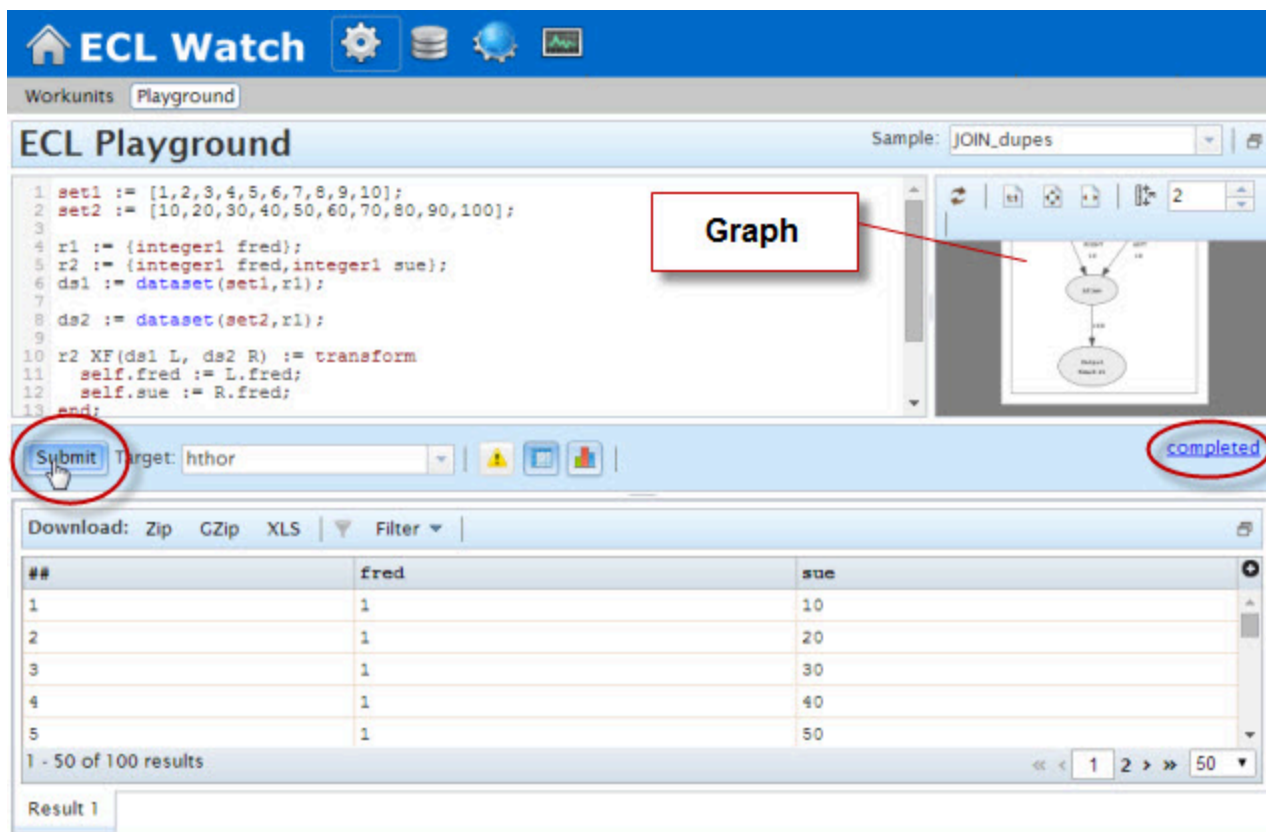 ECL Watch
Workunits Playground
ECL Playground
Sample: JOIN_dupes
1 set1 := [1,2,3,4,5,6,7,8,9,10];
2 set2 := [10,20,30,40,50,60,70,80,90,100];
3
4 r1 := {integer1 fred};
5 r2 := {integer1 fred,integer1 sue};
6 ds1 := dataset(set1,r1);
7
8 ds2 := dataset(set2,r1);
9
10 r2 XF(ds1 L, ds2 R) := transform
11 self.fred := L.fred;
12 self.sue := R.fred;
13 end;
2
Graph
Submit Target: hthor
completed
Download: Zip GZip XLS Filter
## fred sue
1 1 10
2 1 20
3 1 30
4 1 40
5 1 50
1 - 50 of 100 results
« ‹ 1 2 › » 50
Result 1